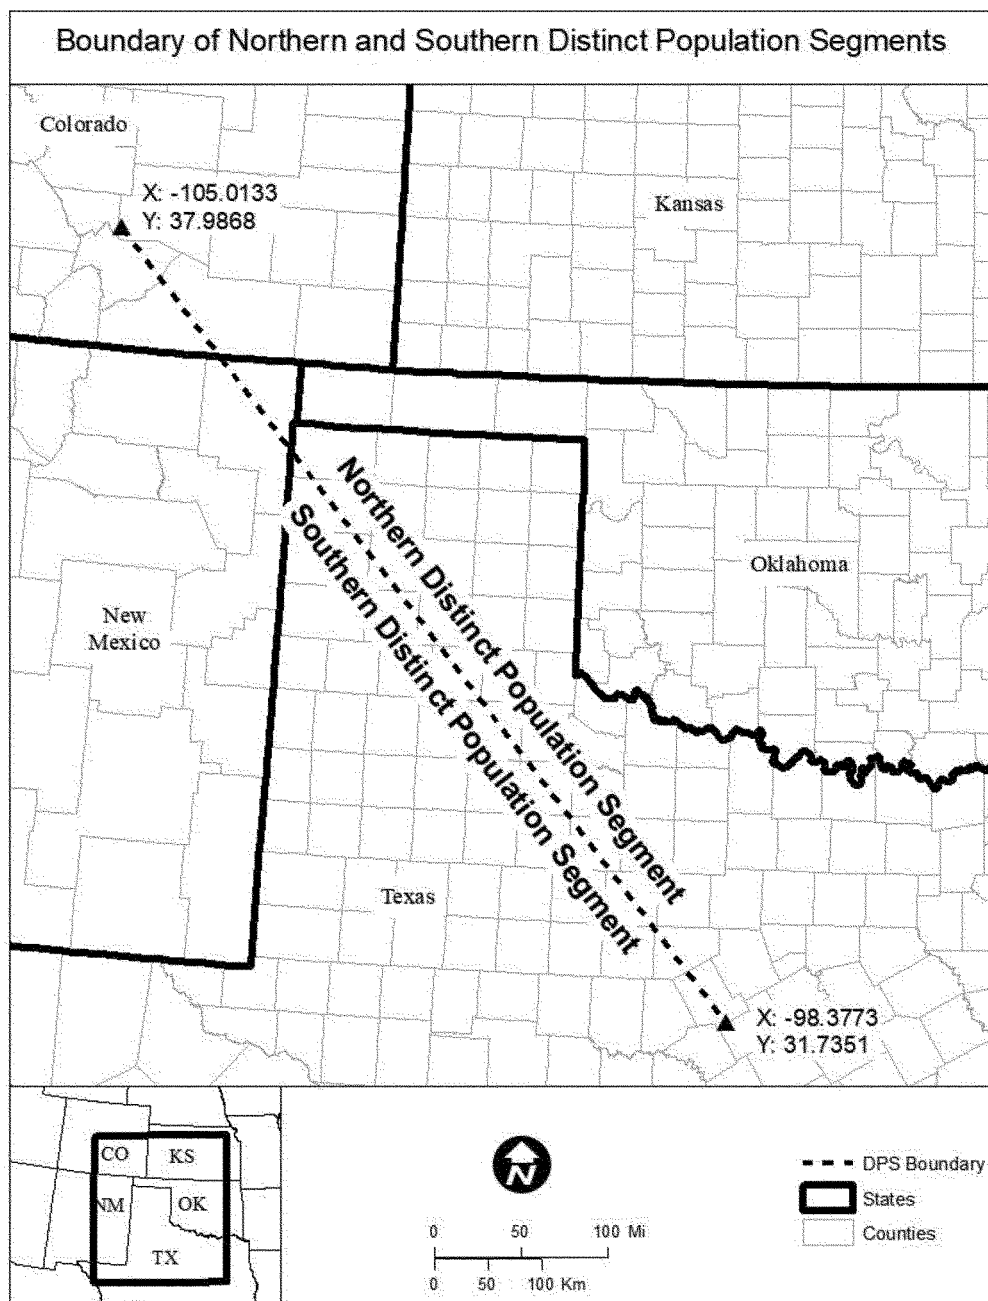 Boundary of Northern and Southern Distinct Population Segments
Colorado
X: -105.0133
Y: 37.9868
Kansas
Northern Distinct Population Segment
Southern Distinct Population Segment
Oklahoma
New
Mexico
Texas
X: -98.3773
Y: 31.7351
CO
KS
NM
OK
TX
N
0 50 100 Mi
0 50 100 Km
DPS Boundary
States
Counties